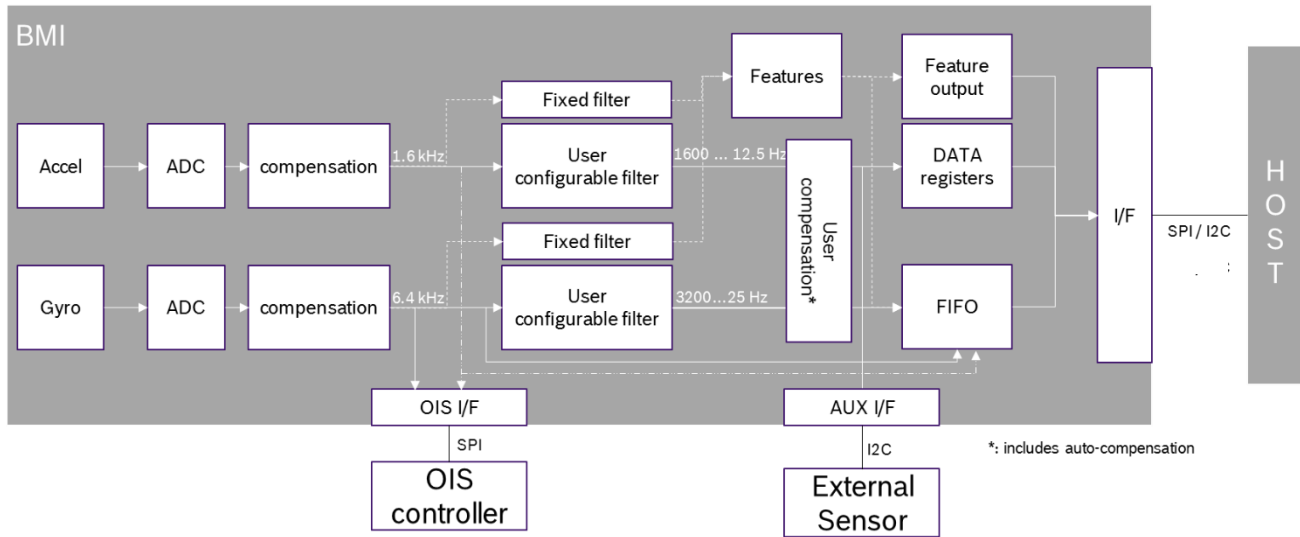 BMI
Features
Feature
output
Fixed filter
Accel
ADC
compensation
1.6 kHz
User
configurable filter
1600 ... 12.5 Hz
User
compensation*
DATA
registers
I/F
SPI / I2C
HOST
Fixed filter
Gyro
ADC
compensation
6.4 kHz
User
configurable filter
3200...25 Hz
FIFO
OIS I/F
AUX I/F
SPI
I2C
*: includes auto-compensation
OIS
controller
External
Sensor